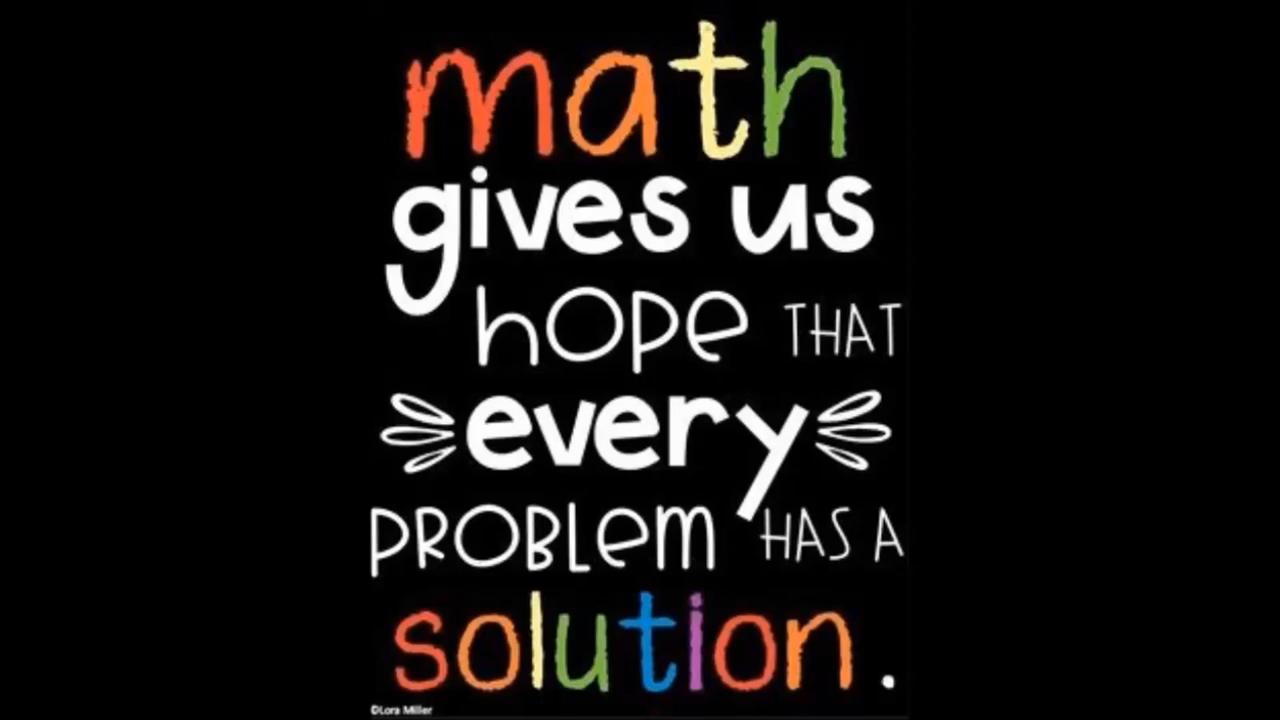 math
gives us
hope THAT
every
PROBLEM HAS A
solution.
©Lora Miller